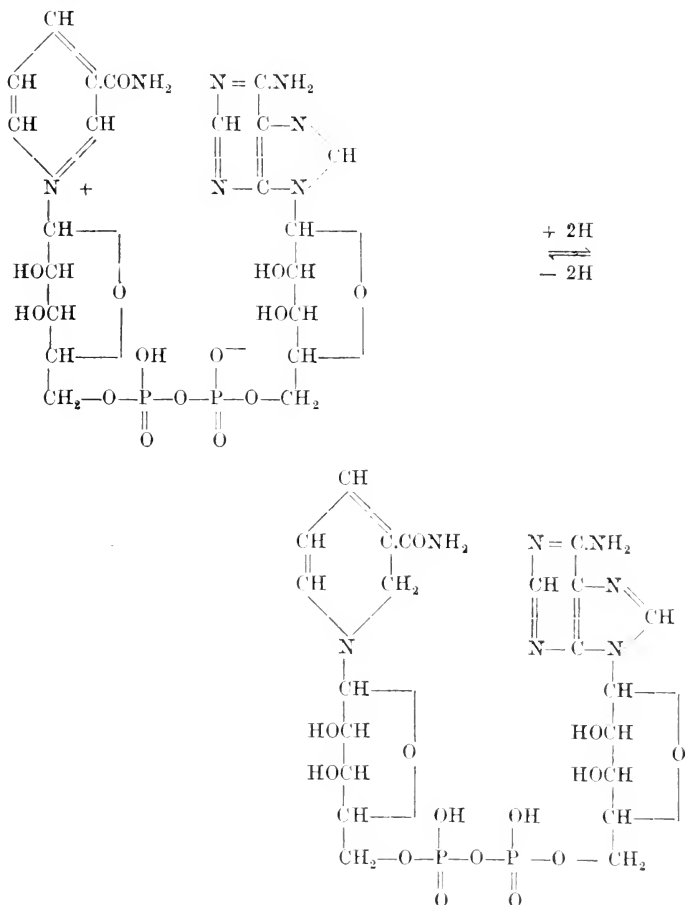 CH
CH C.CONH₂ N = C.NH₂
CH CH CH C—N
CH
N + N—C—N
CH CH
HOCH O HOCH O + 2H
HOCH HOCH − 2H
CH OH O— CH
CH₂—O—P—O—P—O—CH₂
O O
CH
CH C.CONH₂ N = C.NH₂
CH CH₂ CH C—N
CH
N N—C—N
CH CH
HOCH O HOCH O
HOCH HOCH
CH OH OH CH
CH₂—O—P—O—P—O—CH₂
O O